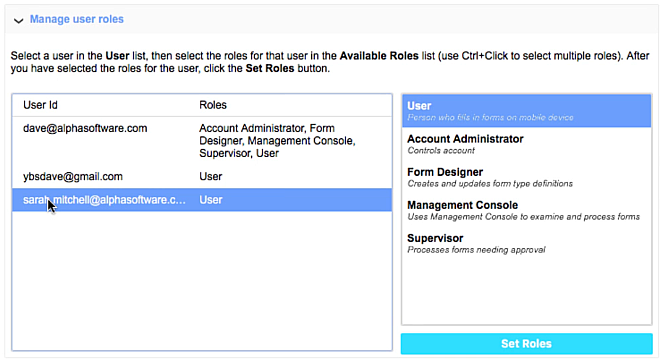 Manage user roles
Select a user in the User list, then select the roles for that user in the Available Roles list (use Ctrl+Click to select multiple roles). After
you have selected the roles for the user, click the Set Roles button.
User Id Roles
dave@alphasoftware.com Account Administrator, Form
Designer, Management Console,
Supervisor, User
ybsdave@gmail.com User
sarah.mitchell@alphasoftware.c... User
User
Person who fills in forms on mobile device
Account Administrator
Controls account
Form Designer
Creates and updates form type definitions
Management Console
Uses Management Console to examine and process forms
Supervisor
Processes forms needing approval
Set Roles